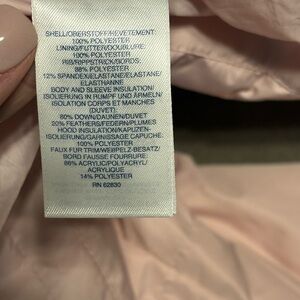 SHELL/OBERSTOFF/REVETEMENT:
100% POLYESTER
LINING/FUTTER/DOUBLURE:
100% POLYESTER
RIB/RIPPSTRICK/BORDS:
88% POLYESTER
12% SPANDEX/ELASTAN/ELASTANE/
ELASTHANNE
BODY AND SLEEVE INSULATION/
ISOLIERUNG IN RUMPF UND ÄRMELN/
ISOLATION CORPS ET MANCHES
(DUVET):
80% DOWN/DAUNEN/DUVET
20% FEATHERS/FEDERN/PLUMES
HOOD INSULATION/KAPUZEN-
ISOLIERUNG/GARNISSAGE CAPUCHE:
100% POLYESTER
FAUX FUR TRIM/WEBPELZ-BESATZ/
BORD FAUSSE FOURRURE:
86% ACRYLIC/POLYACRYL/
ACRYLIQUE
14% POLYESTER
RN 62830